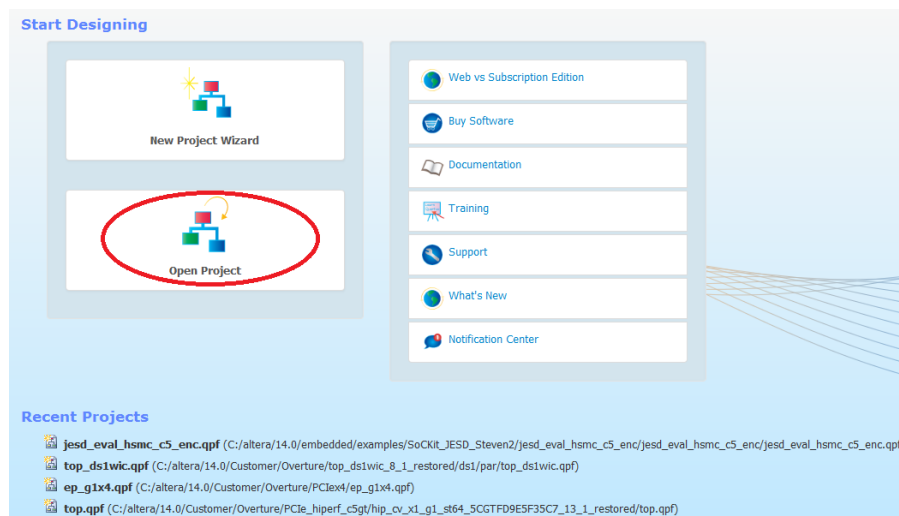 Start Designing
New Project Wizard
Open Project
Web vs Subscription Edition
Buy Software
Documentation
Training
Support
What's New
Notification Center
Recent Projects
jesd_eval_hsmc_c5_enc.qpf (C:/altera/14.0/embedded/examples/SoCKit_JESD_Steven2/jesd_eval_hsmc_c5_enc/jesd_eval_hsmc_c5_enc/jesd_eval_hsmc_c5_enc.qpf
top_ds1wic.qpf (C:/altera/14.0/Customer/Overture/top_ds1wic_8_1_restored/ds1/par/top_ds1wic.qpf)
ep_g1x4.qpf (C:/altera/14.0/Customer/Overture/PCIex4/ep_g1x4.qpf)
top.qpf (C:/altera/14.0/Customer/Overture/PCIe_hiperf_c5gt/hip_cv_x1_g1_st64_5CGTFD9E5F35C7_13_1_restored/top.qpf)